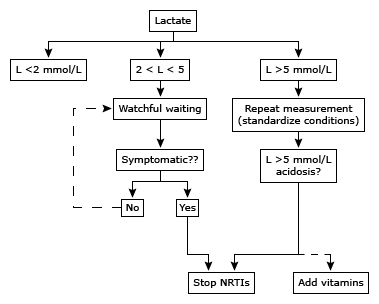 Lactate
L <2 mmol/L
2 < L < 5
L >5 mmol/L
Watchful waiting
Repeat measurement
(standardize conditions)
Symptomatic??
L >5 mmol/L
acidosis?
No
Yes
Stop NRTIs
Add vitamins